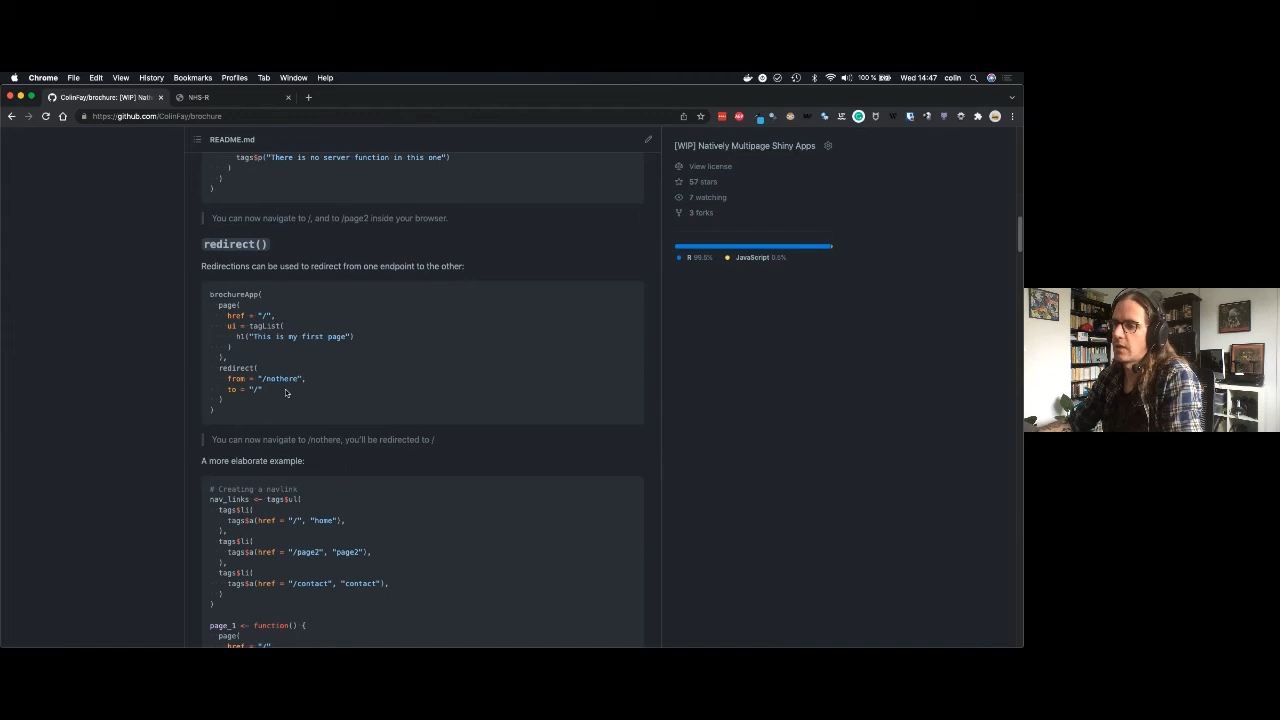 Chrome File Edit View History Bookmarks Profiles Tab Window Help 100 % Wed 14:47 colin
ColinFay/brochure: [WIP] Nati
NHS-R
https://github.com/ColinFay/brochure
README.md
tags$p("There is no server function in this one")
)
)
)
You can now navigate to /, and to /page2 inside your browser.
redirect()
Redirections can be used to redirect from one endpoint to the other:
brochureApp(
page(
href = "/",
ui = tagList(
h1("This is my first page")
)
),
redirect(
from = "/nothere",
to = "/"
)
)
You can now navigate to /nothere, you'll be redirected to /
A more elaborate example:
# Creating a navlink
nav_links <- tags$ul(
tags$li(
tags$a(href = "/", "home"),
),
tags$li(
tags$a(href = "/page2", "page2"),
),
tags$li(
tags$a(href = "/contact", "contact"),
)
)
page_1 <- function() {
page(
href = "/"
[WIP] Natively Multipage Shiny Apps
View license
57 stars
7 watching
3 forks
R 99.5% JavaScript 0.5%